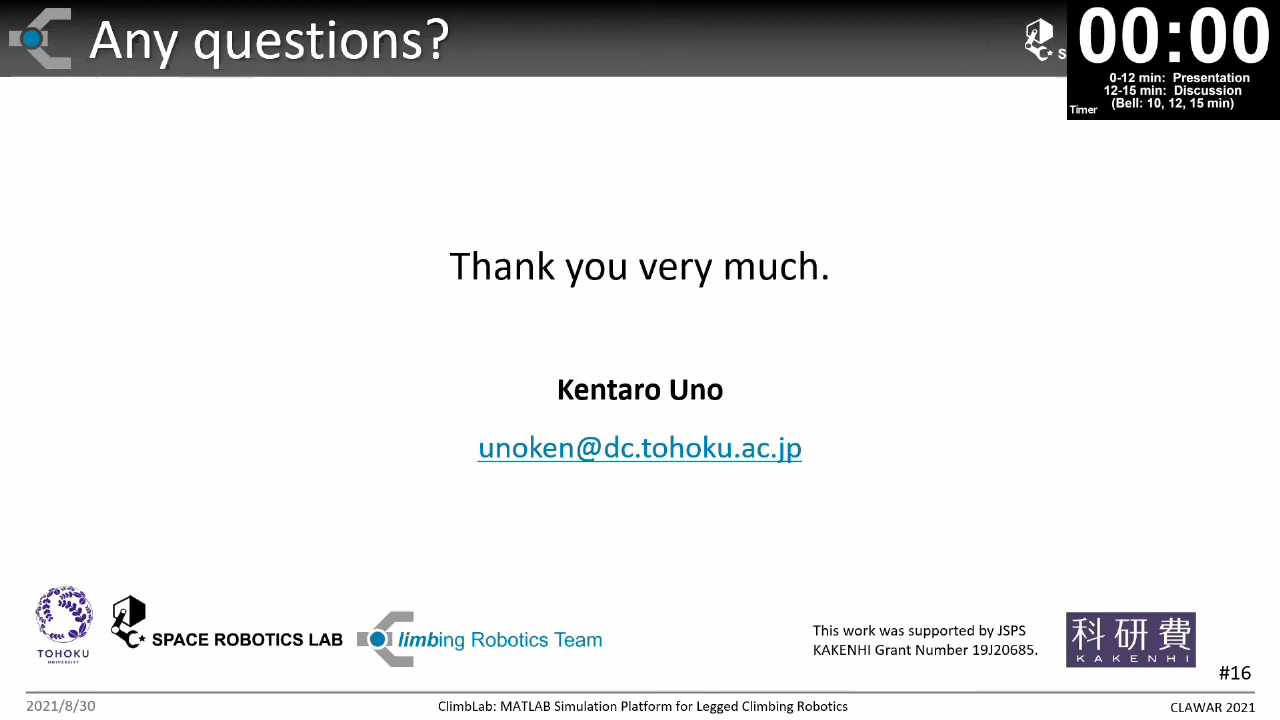 Any questions?
S
00:00
0-12 min: Presentation
12-15 min: Discussion
(Bell: 10, 12, 15 min)
Timer
Thank you very much.
Kentaro Uno
unoken@dc.tohoku.ac.jp
TOHOKU
UNIVERSITY
SPACE ROBOTICS LAB
limbing Robotics Team
This work was supported by JSPS
KAKENHI Grant Number 19J20685.
科研費
KAKENHI
#16
2021/8/30
ClimbLab: MATLAB Simulation Platform for Legged Climbing Robotics
CLAWAR 2021